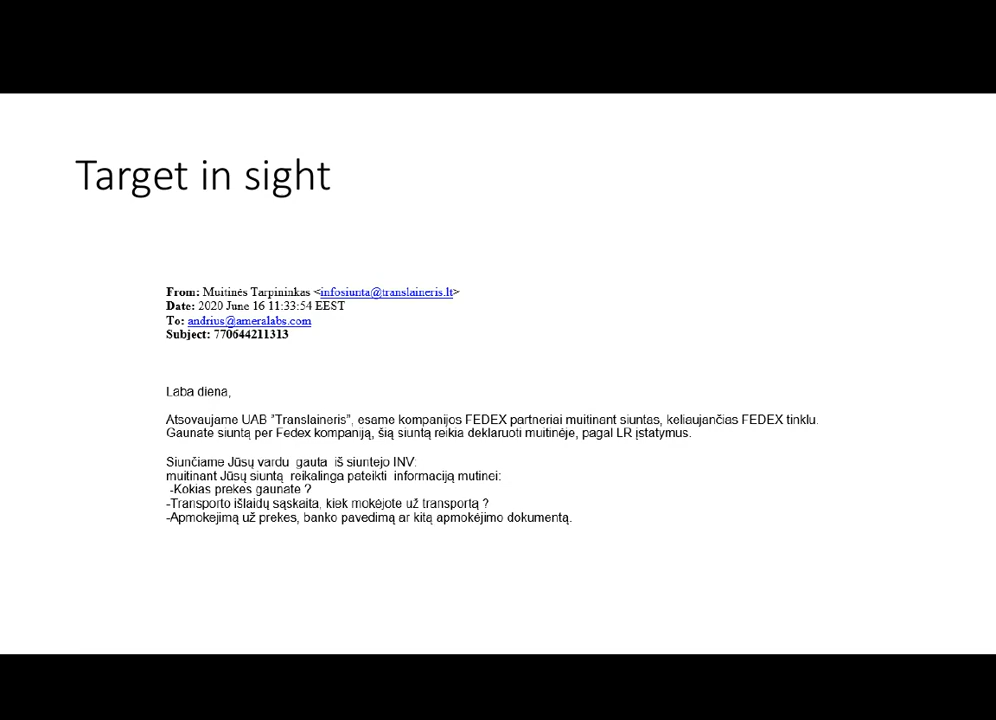 Target in sight
From: Muitinės Tarpininkas <infosiunta@translaineris.lt>
Date: 2020 June 16 11:33:54 EEST
To: andrius@ameralabs.com
Subject: 770644211313
Laba diena,
Atsovaujame UAB "Translaineris", esame kompanijos FEDEX partneriai muitinant siuntas, keliaujančias FEDEX tinklu.
Gaunate siuntą per Fedex kompaniją, šią siuntą reikia deklaruoti muitinėje, pagal LR įstatymus.
Siunčiame Jūsų vardu gauta iš siuntejo INV.
muitinant Jūsų siuntą reikalinga pateikti informaciją mutinei:
-Kokias prekes gaunate ?
-Transporto išlaidų sąskaita, kiek mokėjote už transportą ?
-Apmokejimą už prekes, banko pavedimą ar kitą apmokėjimo dokumentą.